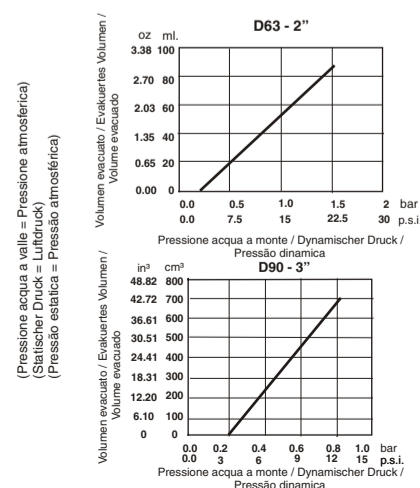 (Pressione acqua a valle = Pressione atmosferica)
(Statischer Druck = Luftdruck)
(Pressão estatica = Pressão atmosférica)
D63 - 2”
Volumen evacuato / Evakuertes Volumen /
Volume evacuado
oz ml.
3.38 100
2.70 80
2.03 60
1.35 40
0.65 20
0.00 0
0.0 0.5 1.0 1.5 2 bar
0.0 7.5 15 22.5 30 p.s.i.
Pressione acqua a monte / Dynamischer Druck /
Pressão dinamica
D90 - 3”
Volumen evacuato / Evakuertes Volumen /
Volume evacuado
in³ cm³
48.82 800
42.72 700
36.61 600
30.51 500
24.41 400
18.31 300
12.20 200
6.10 100
0 0
0.0 0.2 0.4 0.6 0.8 1.0 bar
0.0 3 6 9 12 15 p.s.i.
Pressione acqua a monte / Dynamischer Druck /
Pressão dinamica